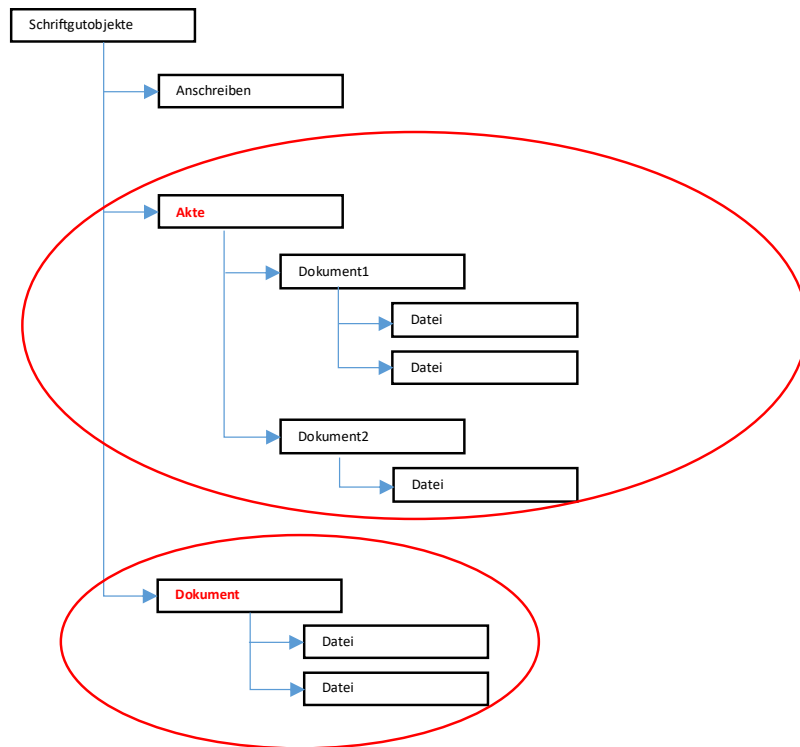 Schriftgutobjekte
Anschreiben
Akte
Dokument1
Datei
Datei
Dokument2
Datei
Dokument
Datei
Datei